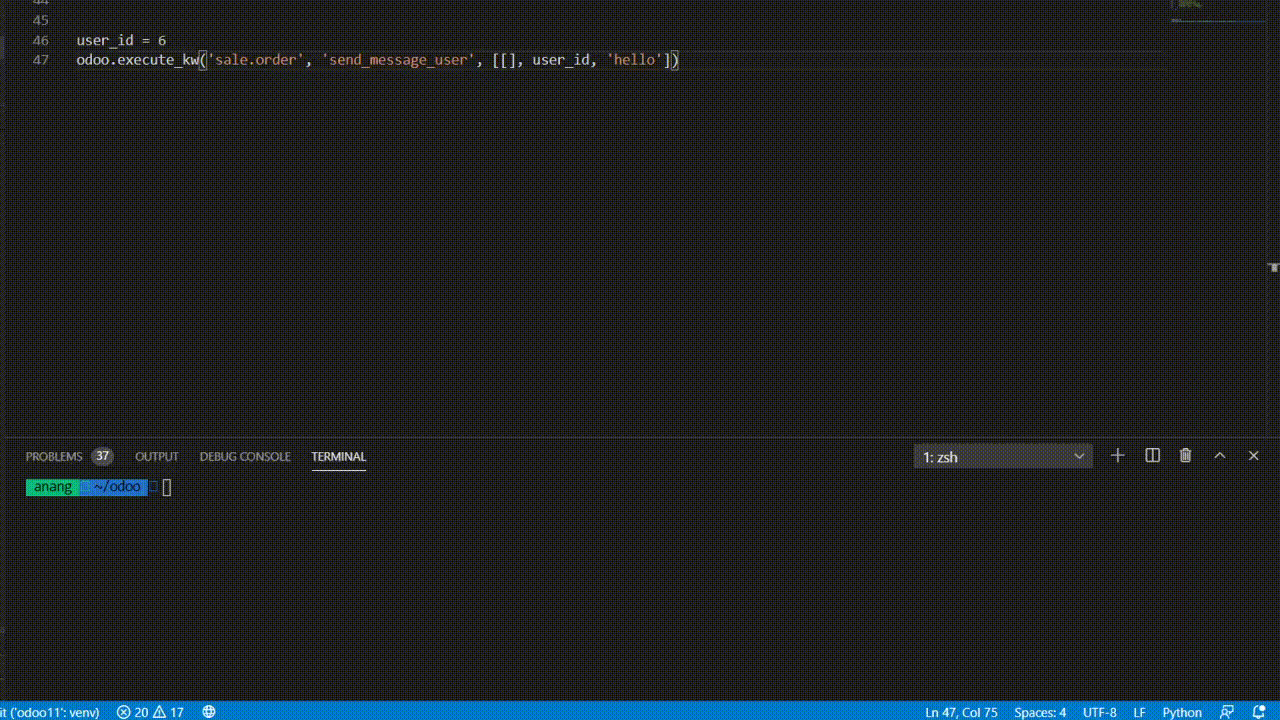 44
45
46 user_id = 6
47 odoo.execute_kw('sale.order', 'send_message_user', [[], user_id, 'hello'])
PROBLEMS 37 OUTPUT DEBUG CONSOLE TERMINAL 1: zsh
anang ~/odoo
it ('odoo11': venv) 20 17 Ln 47, Col 75 Spaces: 4 UTF-8 LF Python